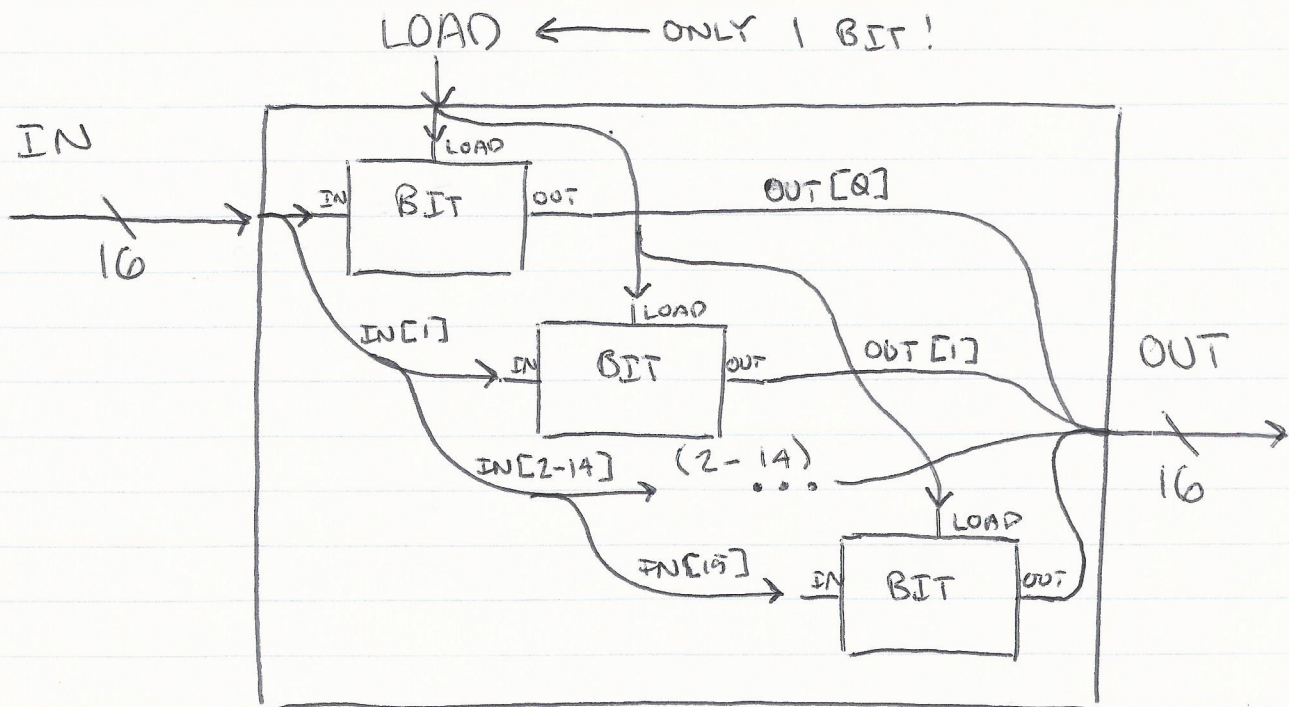 LOAD ← ONLY 1 BIT!
IN
16
LOAD
IN BIT OUT
OUT[0]
LOAD
IN[1]
IN BIT OUT
OUT[1]
OUT
16
IN[2-14]
(2-14)
...
LOAD
IN[15]
IN BIT OUT